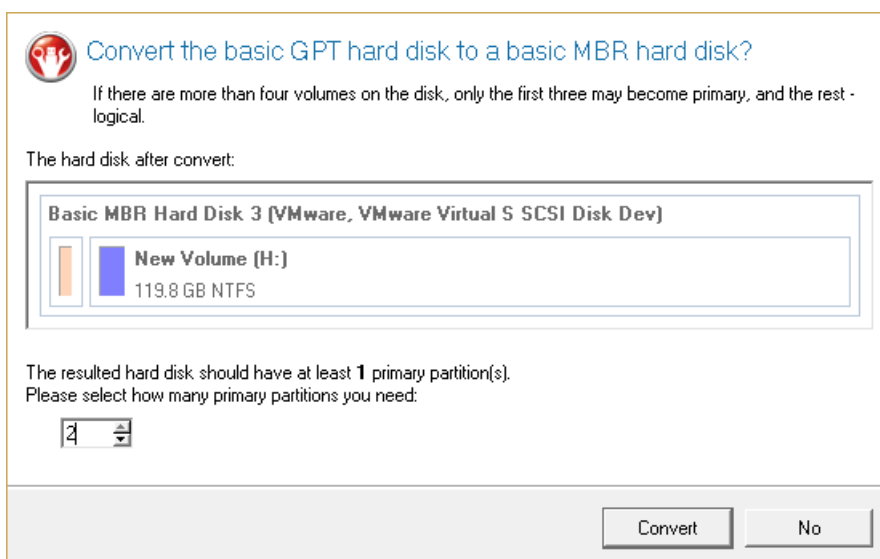 Convert the basic GPT hard disk to a basic MBR hard disk?
If there are more than four volumes on the disk, only the first three may become primary, and the rest -
logical.
The hard disk after convert:
Basic MBR Hard Disk 3 (VMware, VMware Virtual S SCSI Disk Dev)
New Volume (H:)
119.8 GB NTFS
The resulted hard disk should have at least 1 primary partition(s).
Please select how many primary partitions you need:
2
Convert No